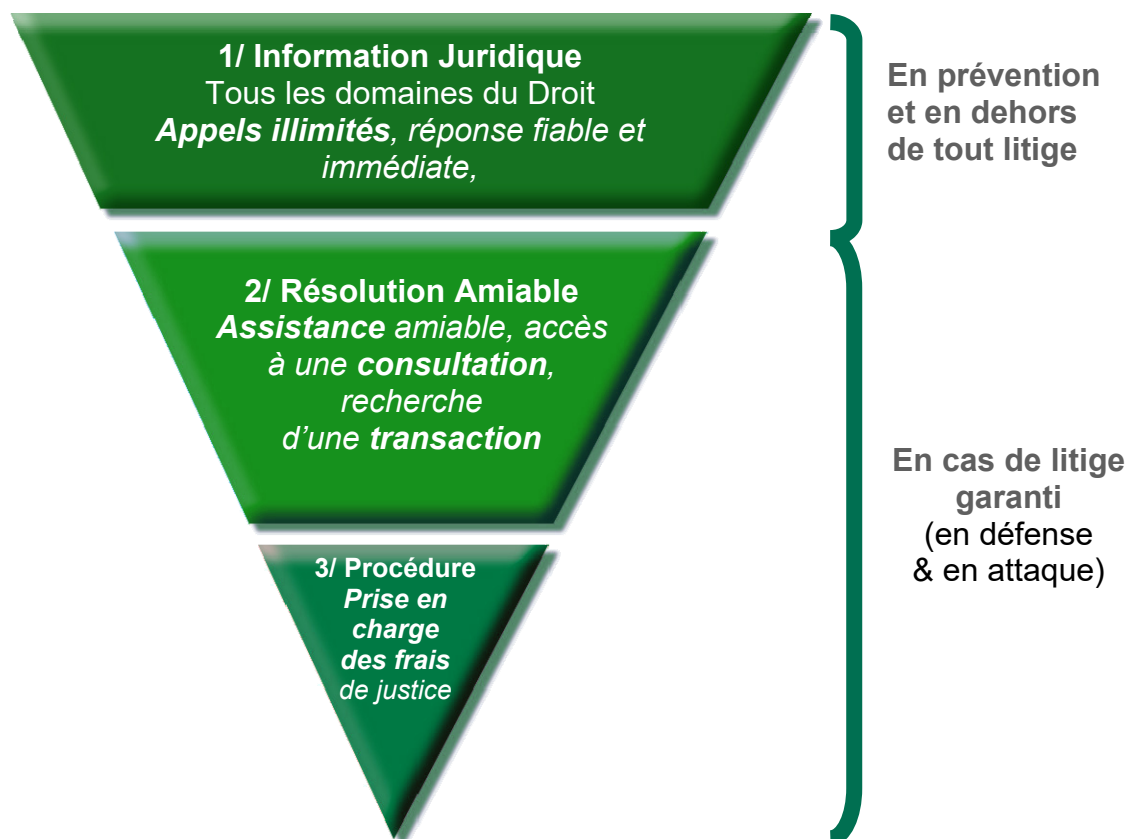 1/ Information Juridique
Tous les domaines du Droit
Appels illimités, réponse fiable et
immédiate,
En prévention
et en dehors
de tout litige
2/ Résolution Amiable
Assistance amiable, accès
à une consultation,
recherche
d’une transaction
En cas de litige
garanti
(en défense
& en attaque)
3/ Procédure
Prise en
charge
des frais
de justice